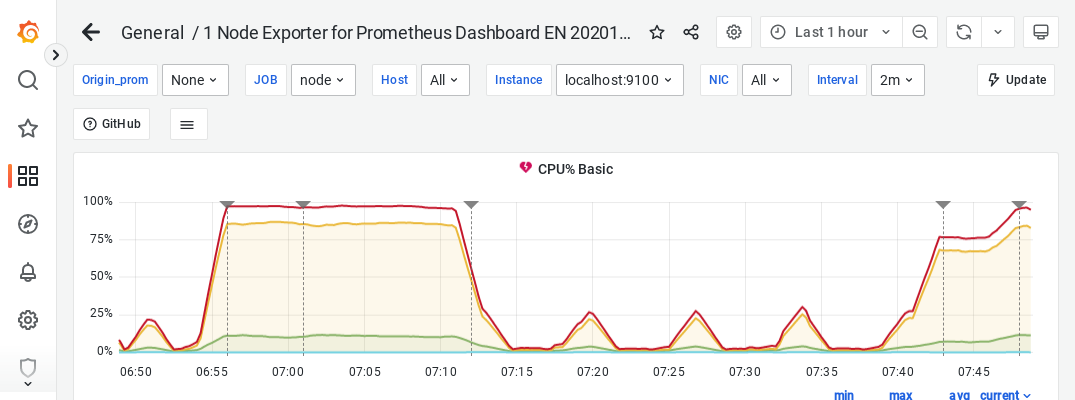 General / 1 Node Exporter for Prometheus Dashboard EN 20201...
Last 1 hour
Origin_prom None JOB node Host All Instance localhost:9100 NIC All Interval 2m Update
GitHub
CPU% Basic
100%
75%
50%
25%
0%
06:50 06:55 07:00 07:05 07:10 07:15 07:20 07:25 07:30 07:35 07:40 07:45
min max avg current